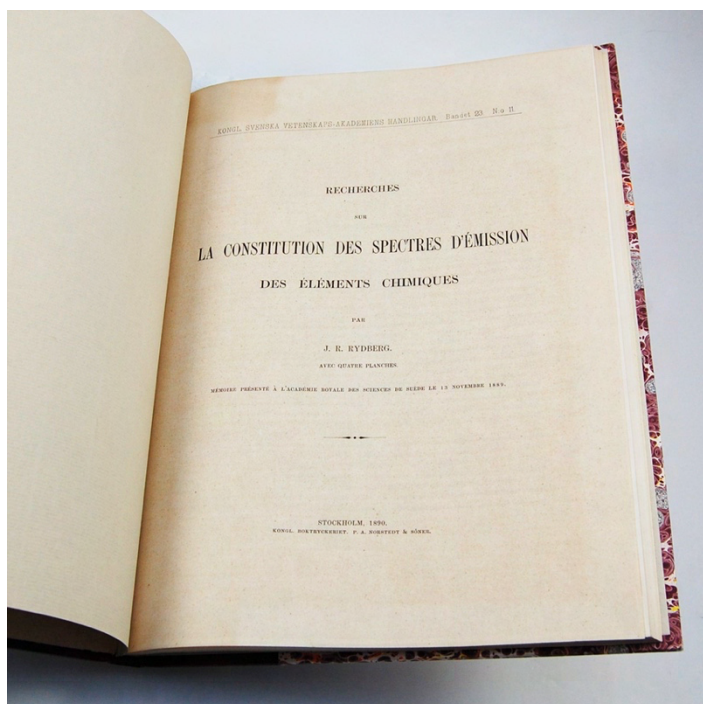 KONGL. SVENSKA VETENSKAPS-AKADEMIENS HANDLINGAR. Bandet 23. N:o 11.
RECHERCHES
SUR
LA CONSTITUTION DES SPECTRES D'ÉMISSION
DES ÉLÉMENTS CHIMIQUES
PAR
J. R. RYDBERG.
AVEC QUATRE PLANCHES.
MÉMOIRE PRÉSENTÉ À L'ACADÉMIE ROYALE DES SCIENCES DE SUÈDE LE 13 NOVEMBRE 1889.
STOCKHOLM, 1890.
KONGL. BOKTRYCKERIET. P. A. NORSTEDT & SÖNER.